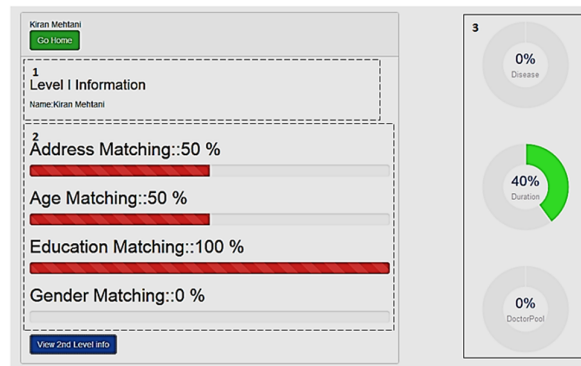 Kiran Mehtani
Go Home
1
Level I Information
Name:Kiran Mehtani
2
Address Matching::50 %
Age Matching::50 %
Education Matching::100 %
Gender Matching::0 %
View 2nd Level info
3
0%
Disease
40%
Duration
0%
DoctorPool